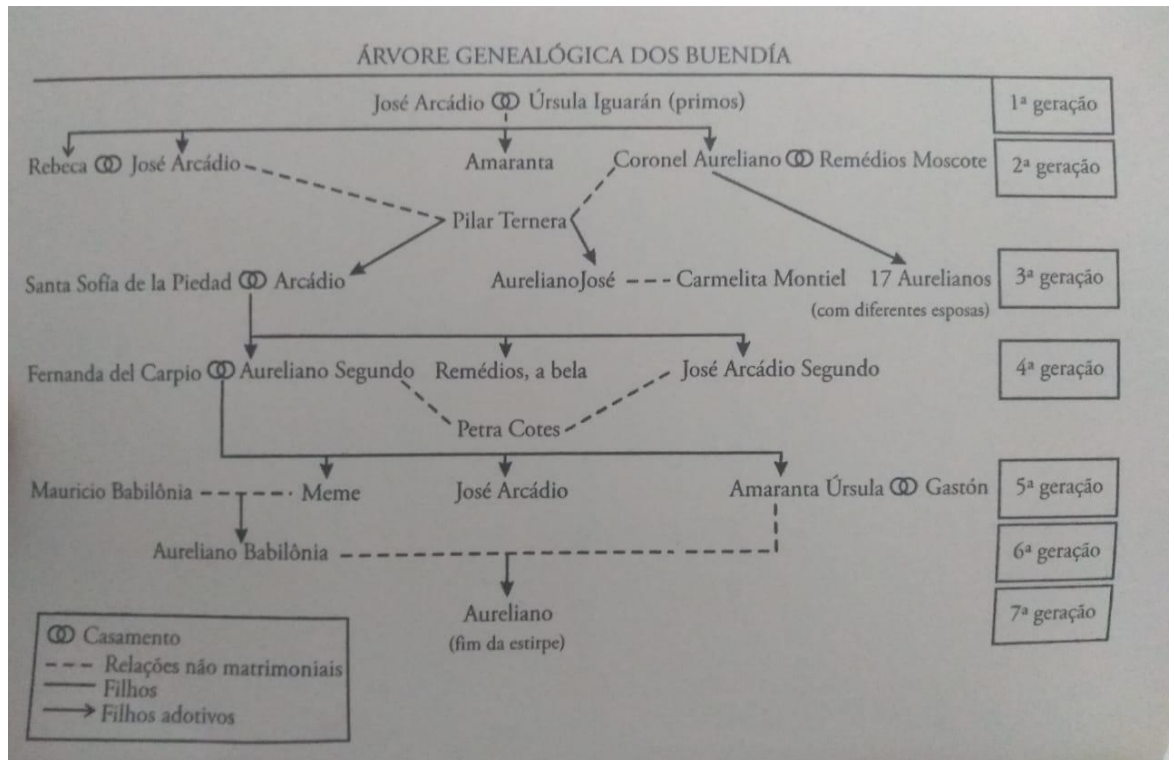 ÁRVORE GENEALÓGICA DOS BUENDÍA
José Arcádio Úrsula Iguarán (primos) 1ª geração
Rebeca José Arcádio Amaranta Coronel Aureliano Remédios Moscote 2ª geração
Pilar Ternera
Santa Sofía de la Piedad Arcádio AurelianoJosé Carmelita Montiel 17 Aurelianos 3ª geração
(com diferentes esposas)
Fernanda del Carpio Aureliano Segundo Remédios, a bela José Arcádio Segundo 4ª geração
Petra Cotes
Mauricio Babilônia Meme José Arcádio Amaranta Úrsula Gastón 5ª geração
Aureliano Babilônia 6ª geração
Aureliano 7ª geração
(fim da estirpe)
Casamento
Relações não matrimoniais
Filhos
Filhos adotivos